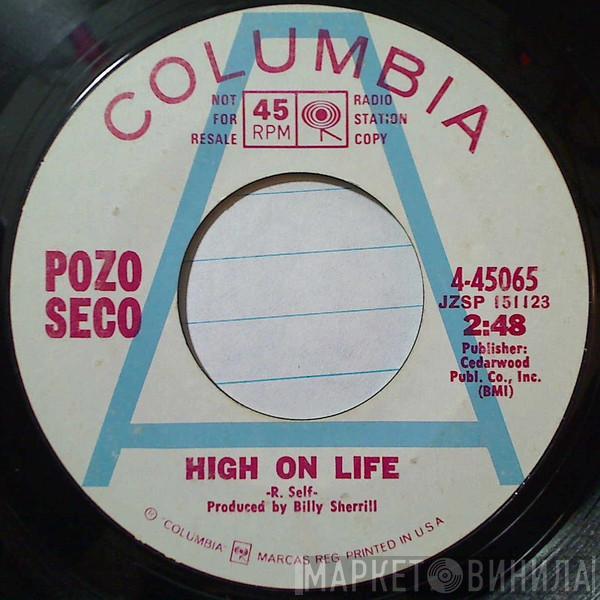 COLUMBIA
NOT FOR RESALE
45 RPM
RADIO STATION COPY
POZO SECO
4-45065
JZSP 151123
2:48
Publisher:
Cedarwood
Publ. Co., Inc.
(BMI)
HIGH ON LIFE
-R. Self-
Produced by Billy Sherrill
"COLUMBIA" MARCAS REG. PRINTED IN U.S.A.
МАРКЕТ ВИНИЛА